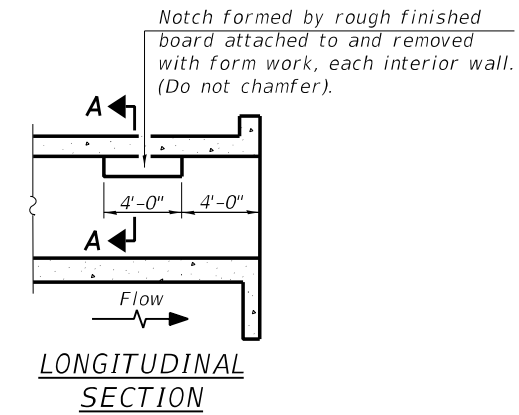 Notch formed by rough finished
board attached to and removed
with form work, each interior wall.
(Do not chamfer).
A
4'-0" 4'-0"
A
Flow
LONGITUDINAL
SECTION